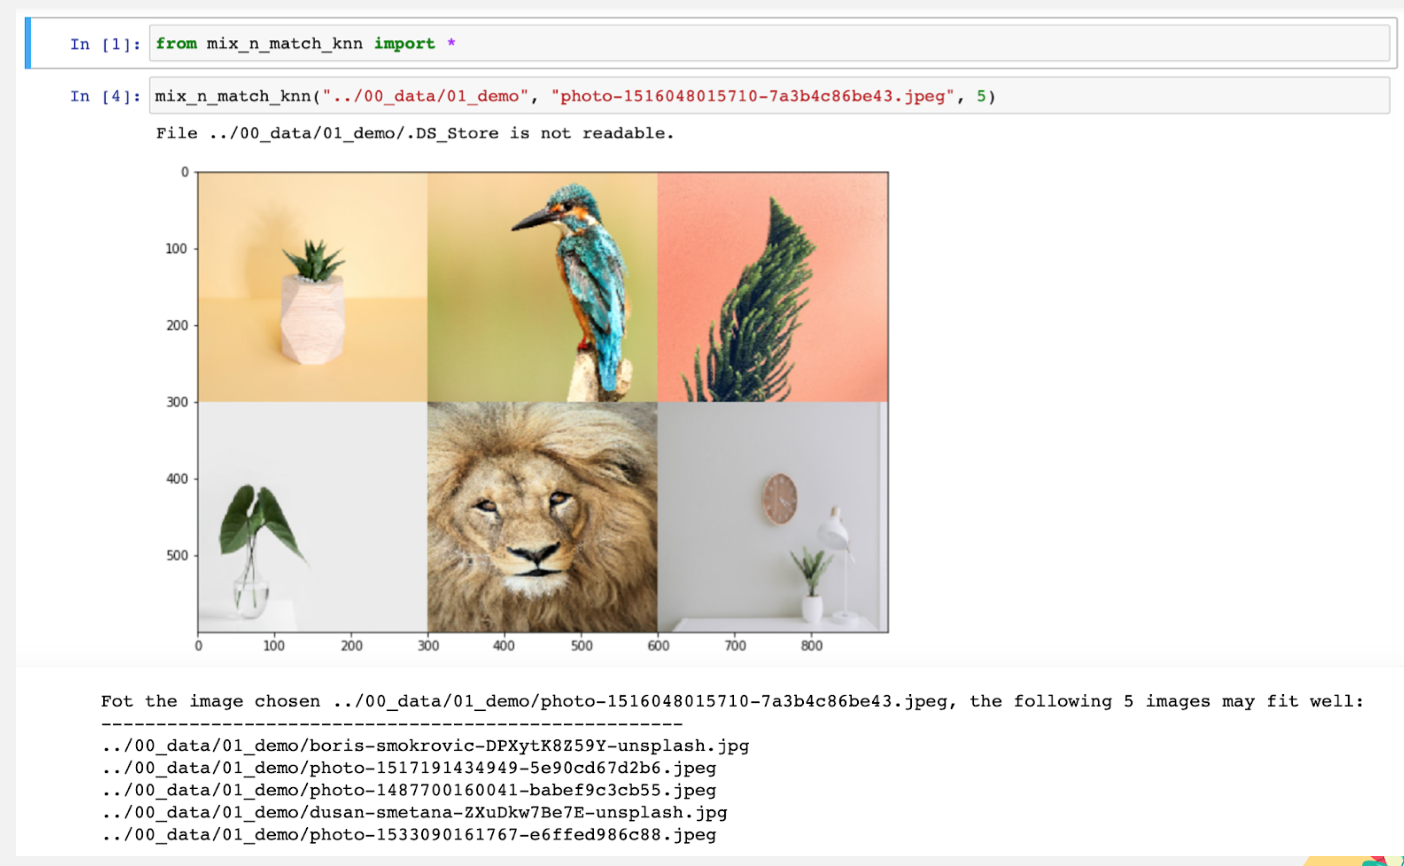 In [1]: from mix_n_match_knn import *
In [4]: mix_n_match_knn("../00_data/01_demo", "photo-1516048015710-7a3b4c86be43.jpeg", 5)
File ../00_data/01_demo/.DS_Store is not readable.
0
100
200
300
400
500
0 100 200 300 400 500 600 700 800
Fot the image chosen ../00_data/01_demo/photo-1516048015710-7a3b4c86be43.jpeg, the following 5 images may fit well:
-----------------------------------------------------
../00_data/01_demo/boris-smokrovic-DPXytK8Z59Y-unsplash.jpg
../00_data/01_demo/photo-1517191434949-5e90cd67d2b6.jpeg
../00_data/01_demo/photo-1487700160041-babef9c3cb55.jpeg
../00_data/01_demo/dusan-smetana-ZXuDkw7Be7E-unsplash.jpg
../00_data/01_demo/photo-1533090161767-e6ffed986c88.jpeg